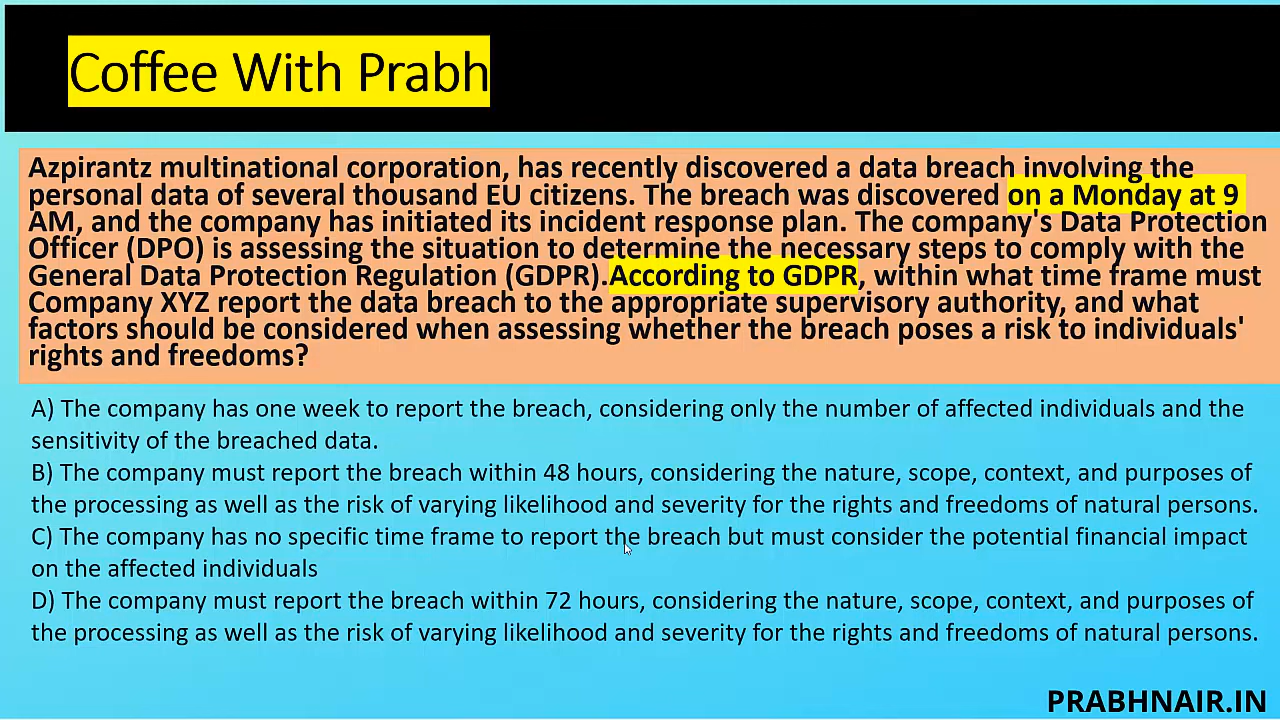 Coffee With Prabh
Azpirantz multinational corporation, has recently discovered a data breach involving the
personal data of several thousand EU citizens. The breach was discovered on a Monday at 9
AM, and the company has initiated its incident response plan. The company's Data Protection
Officer (DPO) is assessing the situation to determine the necessary steps to comply with the
General Data Protection Regulation (GDPR).According to GDPR, within what time frame must
Company XYZ report the data breach to the appropriate supervisory authority, and what
factors should be considered when assessing whether the breach poses a risk to individuals'
rights and freedoms?
A) The company has one week to report the breach, considering only the number of affected individuals and the
sensitivity of the breached data.
B) The company must report the breach within 48 hours, considering the nature, scope, context, and purposes of
the processing as well as the risk of varying likelihood and severity for the rights and freedoms of natural persons.
C) The company has no specific time frame to report the breach but must consider the potential financial impact
on the affected individuals
D) The company must report the breach within 72 hours, considering the nature, scope, context, and purposes of
the processing as well as the risk of varying likelihood and severity for the rights and freedoms of natural persons.
PRABHNAIR.IN